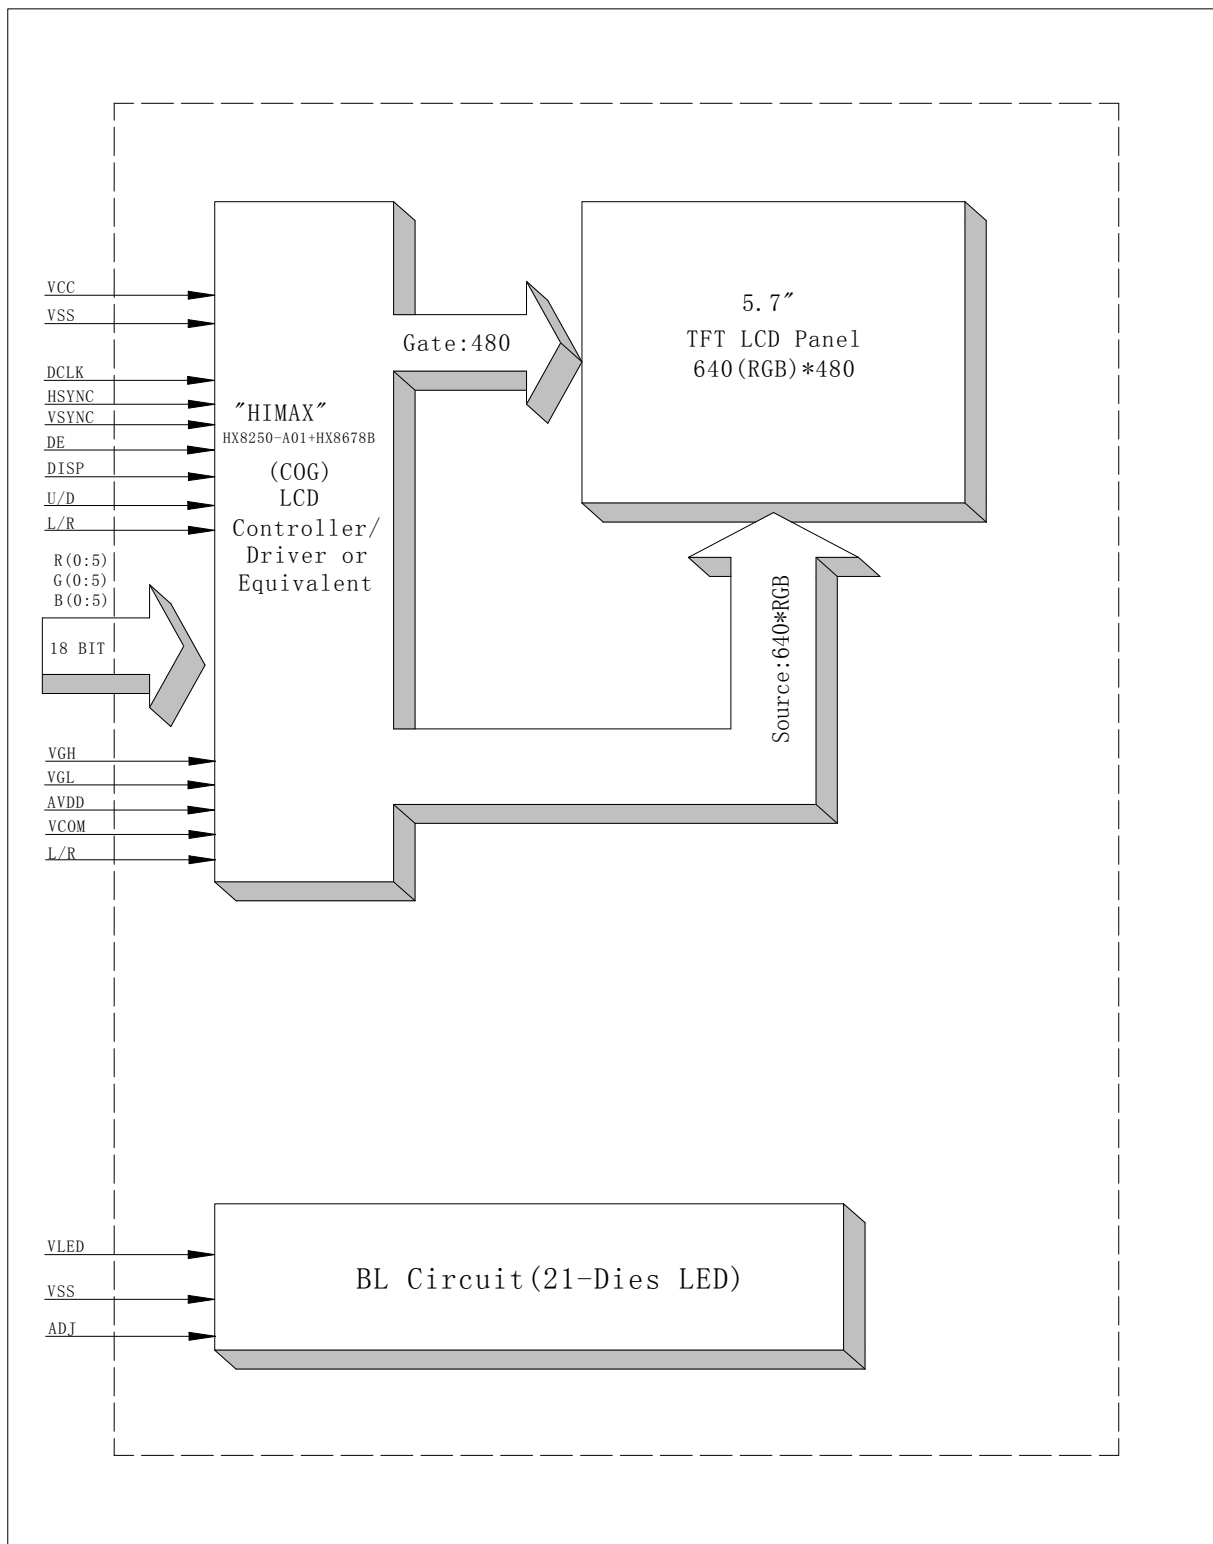 VCC
VSS
DCLK
HSYNC
VSYNC
DE
DISP
U/D
L/R
R(0:5)
G(0:5)
B(0:5)
18 BIT
VGH
VGL
AVDD
VCOM
L/R
"HIMAX"
HX8250-A01+HX8678B
(COG)
LCD
Controller/
Driver or
Equivalent
Gate:480
5.7"
TFT LCD Panel
640(RGB)*480
Source:640*RGB
VLED
VSS
ADJ
BL Circuit(21-Dies LED)